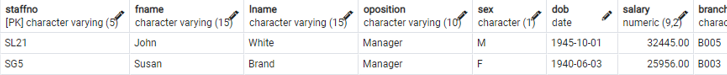 staffno fname lname oposition sex dob salary branch
[PK] character varying (5) character varying (15) character varying (15) character varying (10) character (1) date numeric (9,2) charac
SL21 John White Manager M 1945-10-01 32445.00 B005
SG5 Susan Brand Manager F 1940-06-03 25956.00 B003